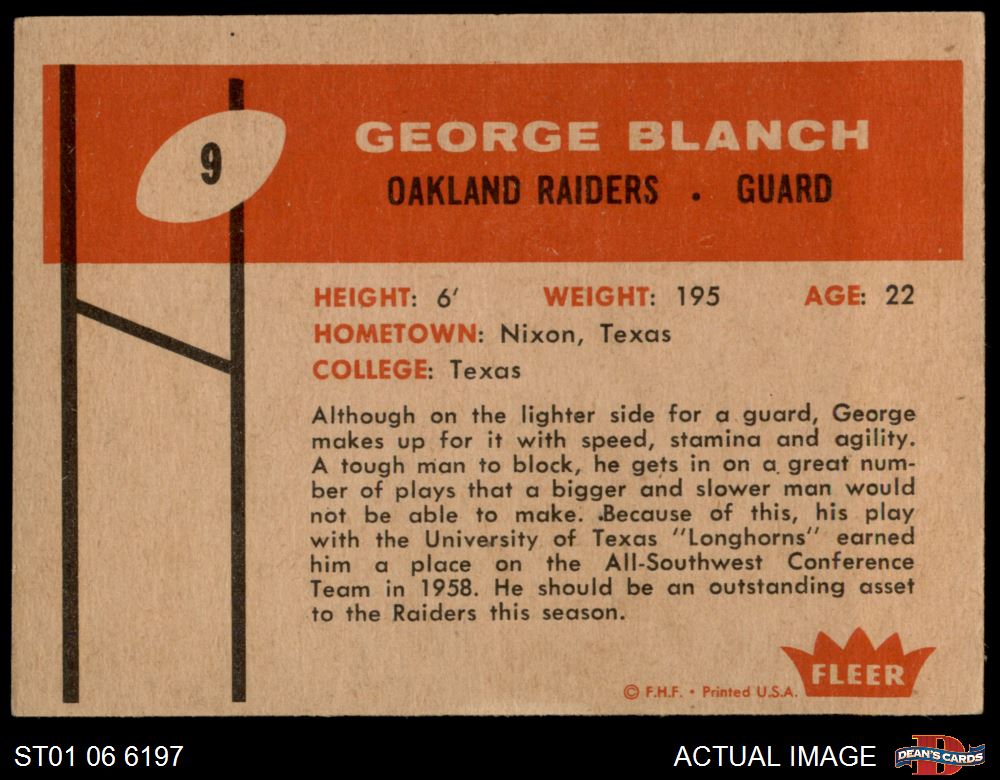 9
GEORGE BLANCH
OAKLAND RAIDERS . GUARD
HEIGHT: 6' WEIGHT: 195 AGE: 22
HOMETOWN: Nixon, Texas
COLLEGE: Texas
Although on the lighter side for a guard, George
makes up for it with speed, stamina and agility.
A tough man to block, he gets in on a great num-
ber of plays that a bigger and slower man would
not be able to make. Because of this, his play
with the University of Texas "Longhorns" earned
him a place on the All-Southwest Conference
Team in 1958. He should be an outstanding asset
to the Raiders this season.
FLEER
© F.H.F. • Printed U.S.A.
ST01 06 6197
ACTUAL IMAGE
D
DEAN'S CARDS